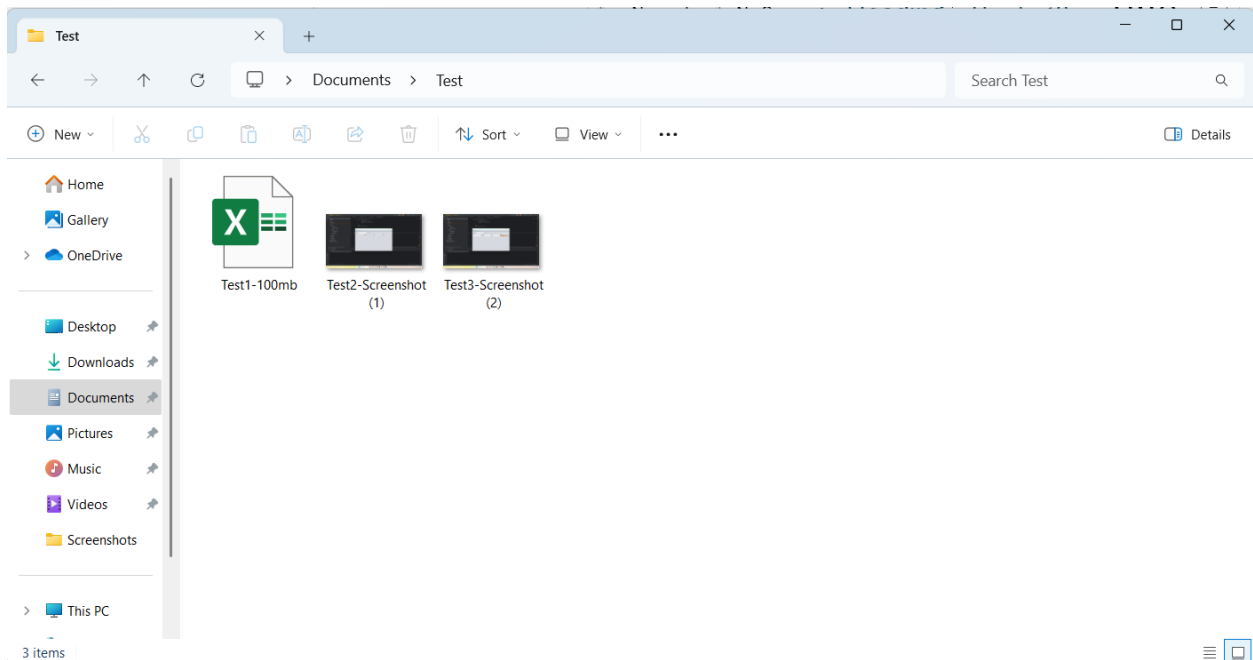 Test
Documents > Test
Search Test
New
Sort
View
Details
Home
Gallery
OneDrive
Desktop
Downloads
Documents
Pictures
Music
Videos
Screenshots
This PC
Test1-100mb
Test2-Screenshot
(1)
Test3-Screenshot
(2)
3 items